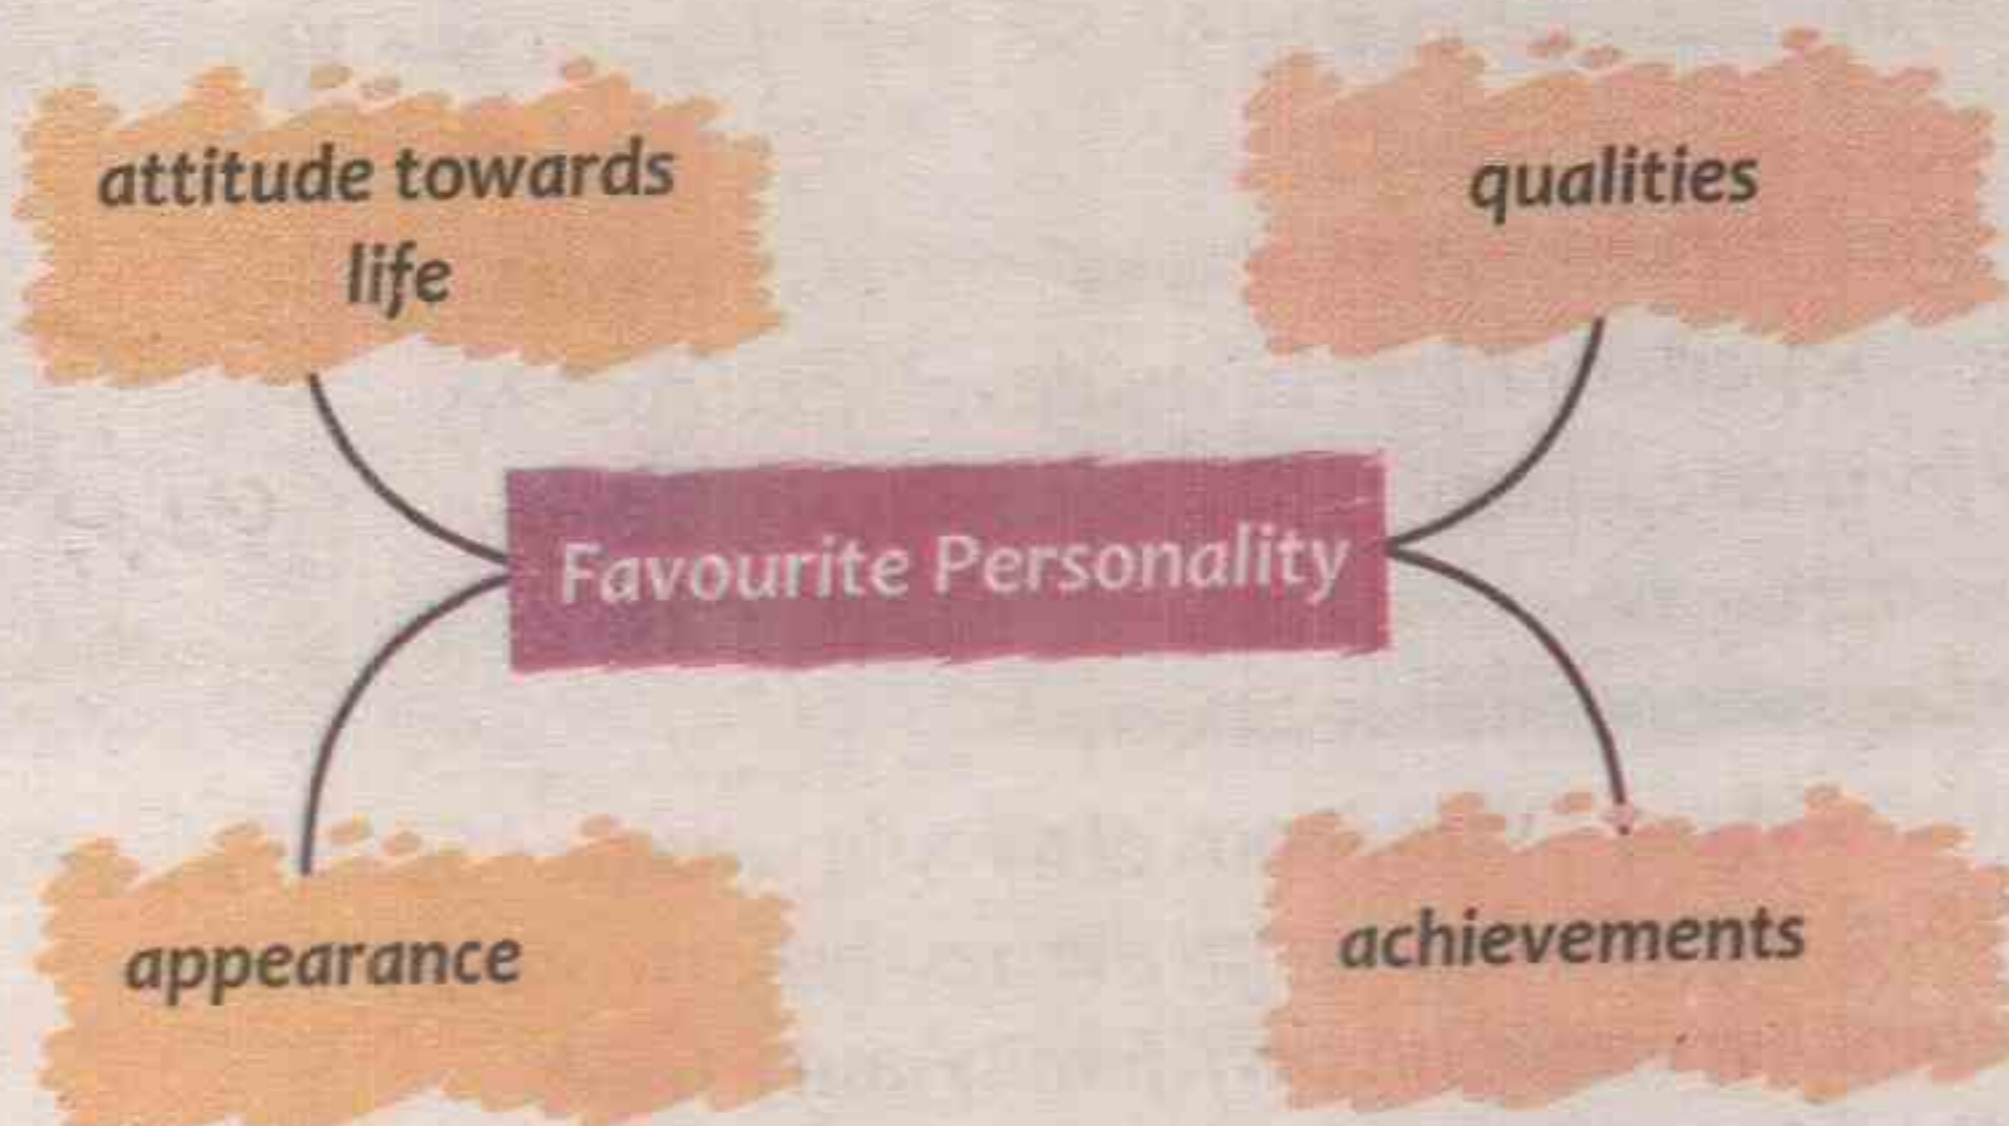 attitude towards
life
qualities
Favourite Personality
appearance
achievements